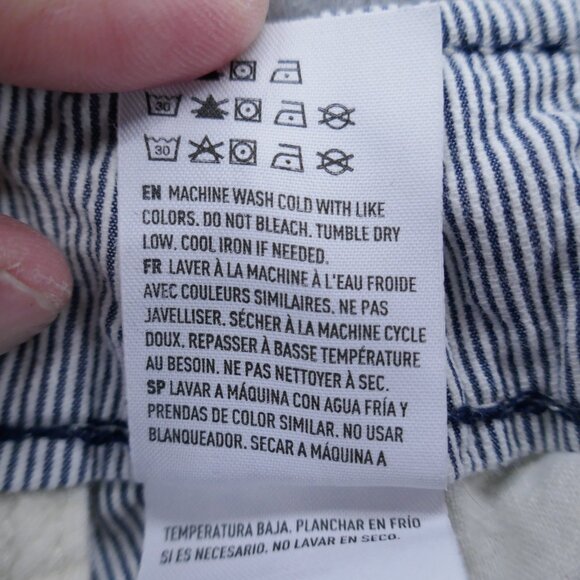 30
30
EN MACHINE WASH COLD WITH LIKE
COLORS. DO NOT BLEACH. TUMBLE DRY
LOW. COOL IRON IF NEEDED.
FR LAVER À LA MACHINE À L'EAU FROIDE
AVEC COULEURS SIMILAIRES. NE PAS
JAVELLISER. SÉCHER À LA MACHINE CYCLE
DOUX. REPASSER À BASSE TEMPÉRATURE
AU BESOIN. NE PAS NETTOYER À SEC.
SP LAVAR A MÁQUINA CON AGUA FRÍA Y
PRENDAS DE COLOR SIMILAR. NO USAR
BLANQUEADOR. SECAR A MÁQUINA A
TEMPERATURA BAJA. PLANCHAR EN FRÍO
SI ES NECESARIO. NO LAVAR EN SECO.